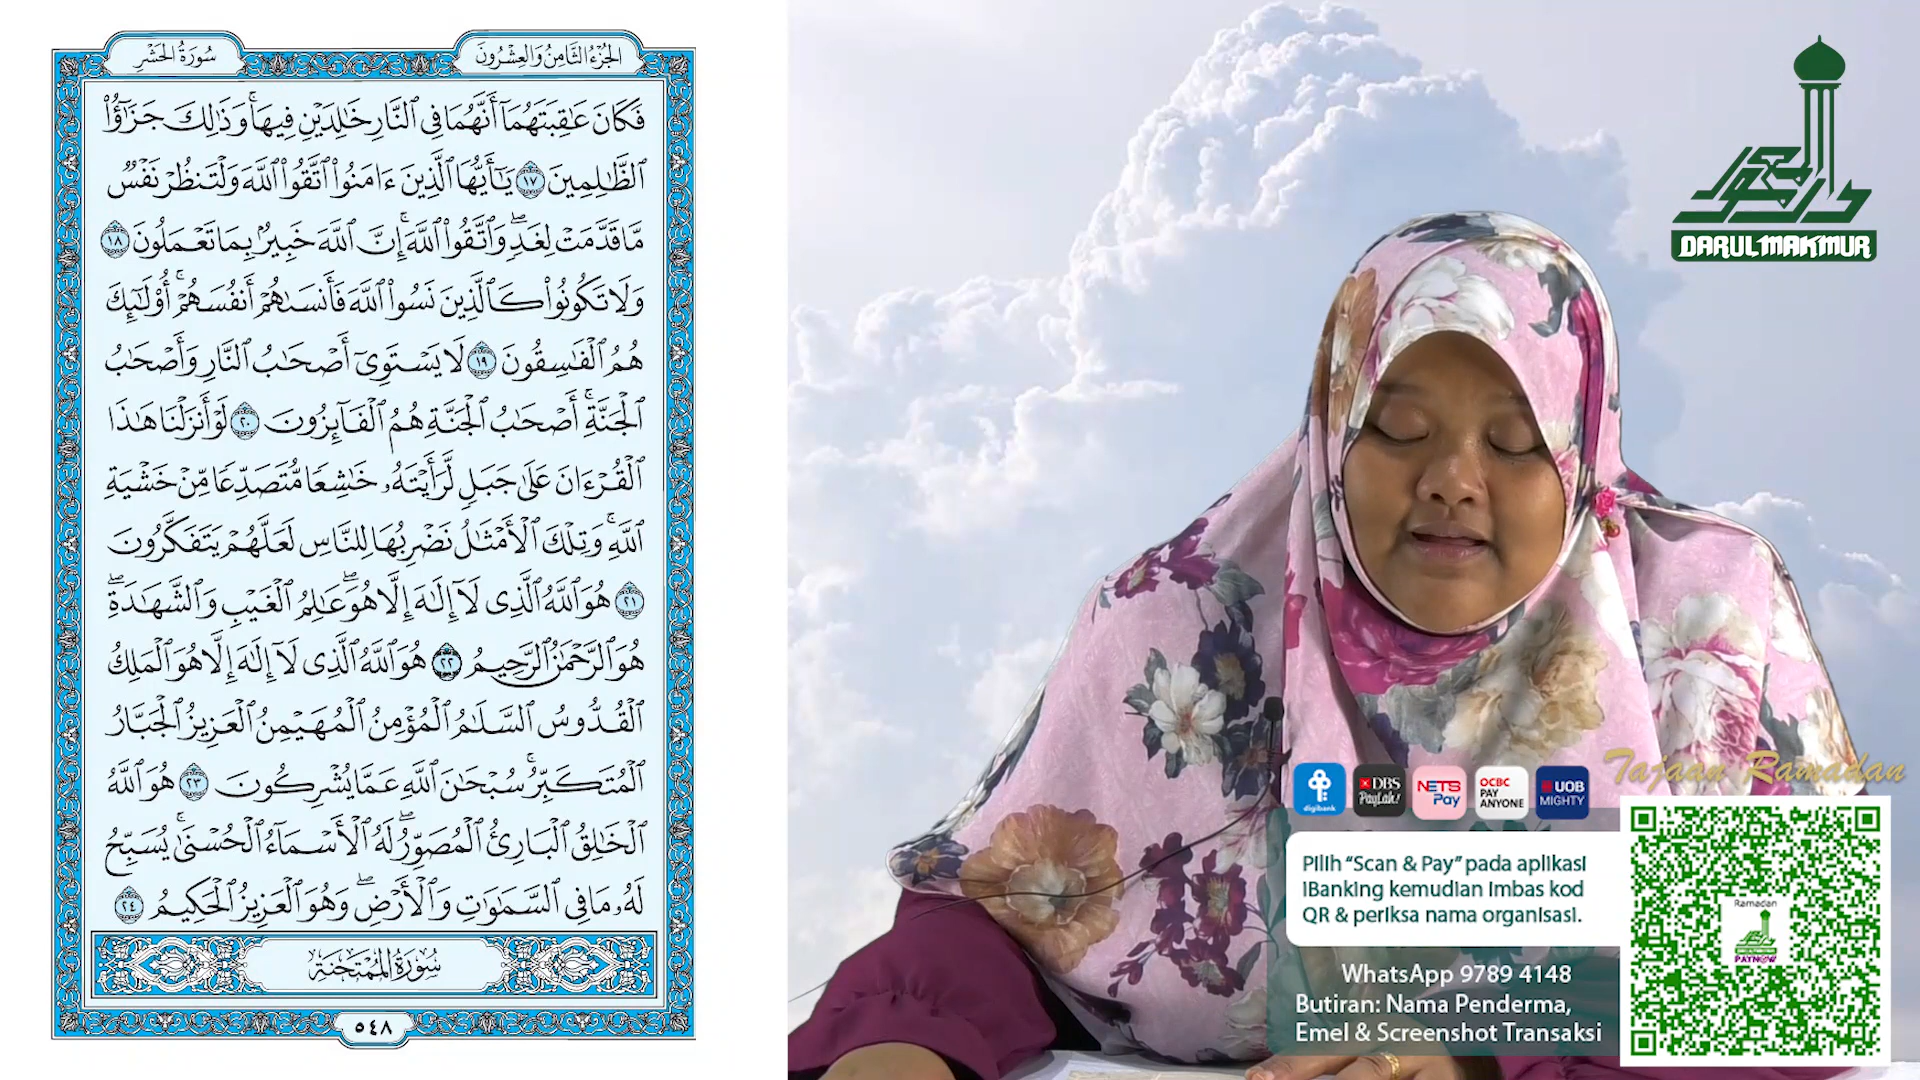 سُورَةُ الحَشْرِ
الجُزْءُ الثَّامِنُ وَالعِشْرُونَ
فَكَانَ عَٰقِبَتَهُمَآ أَنَّهُمَا فِى ٱلنَّارِ خَٰلِدَيْنِ فِيهَا ۚ وَذَٰلِكَ جَزَٰٓؤُا۟
ٱلظَّٰلِمِينَ ١٧ يَٰٓأَيُّهَا ٱلَّذِينَ ءَامَنُوا۟ ٱتَّقُوا۟ ٱللَّهَ وَلْتَنظُرْ نَفْسٌ
مَّا قَدَّمَتْ لِغَدٍ ۖ وَٱتَّقُوا۟ ٱللَّهَ ۚ إِنَّ ٱللَّهَ خَبِيرٌۢ بِمَا تَعْمَلُونَ ١٨
وَلَا تَكُونُوا۟ كَٱلَّذِينَ نَسُوا۟ ٱللَّهَ فَأَنسَىٰهُمْ أَنفُسَهُمْ ۚ أُو۟لَٰٓئِكَ
هُمُ ٱلْفَٰسِقُونَ ١٩ لَا يَسْتَوِىٓ أَصْحَٰبُ ٱلنَّارِ وَأَصْحَٰبُ
ٱلْجَنَّةِ ۚ أَصْحَٰبُ ٱلْجَنَّةِ هُمُ ٱلْفَآئِزُونَ ٢٠ لَوْ أَنزَلْنَا هَٰذَا
ٱلْقُرْءَانَ عَلَىٰ جَبَلٍ لَّرَأَيْتَهُۥ خَٰشِعًا مُّتَصَدِّعًا مِّنْ خَشْيَةِ
ٱللَّهِ ۚ وَتِلْكَ ٱلْأَمْثَٰلُ نَضْرِبُهَا لِلنَّاسِ لَعَلَّهُمْ يَتَفَكَّرُونَ
٢١ هُوَ ٱللَّهُ ٱلَّذِى لَآ إِلَٰهَ إِلَّا هُوَ ۖ عَٰلِمُ ٱلْغَيْبِ وَٱلشَّهَٰدَةِ ۖ
هُوَ ٱلرَّحْمَٰنُ ٱلرَّحِيمُ ٢٢ هُوَ ٱللَّهُ ٱلَّذِى لَآ إِلَٰهَ إِلَّا هُوَ ٱلْمَلِكُ
ٱلْقُدُّوسُ ٱلسَّلَٰمُ ٱلْمُؤْمِنُ ٱلْمُهَيْمِنُ ٱلْعَزِيزُ ٱلْجَبَّارُ
ٱلْمُتَكَبِّرُ ۚ سُبْحَٰنَ ٱللَّهِ عَمَّا يُشْرِكُونَ ٢٣ هُوَ ٱللَّهُ
ٱلْخَٰلِقُ ٱلْبَارِئُ ٱلْمُصَوِّرُ ۖ لَهُ ٱلْأَسْمَآءُ ٱلْحُسْنَىٰ ۚ يُسَبِّحُ
لَهُۥ مَا فِى ٱلسَّمَٰوَٰتِ وَٱلْأَرْضِ ۖ وَهُوَ ٱلْعَزِيزُ ٱلْحَكِيمُ ٢٤
سُورَةُ المُمْتَحنَةِ
٥٤٨
دارالمعمور
DARUL MAKMUR
Tajaan Ramadan
digibank
DBS PayLah!
NETS Pay
OCBC PAY ANYONE
UOB MIGHTY
Pilih “Scan & Pay” pada aplikasi
iBanking kemudian imbas kod
QR & periksa nama organisasi.
WhatsApp 9789 4148
Butiran: Nama Penderma,
Emel & Screenshot Transaksi
Ramadan
PAYNOW